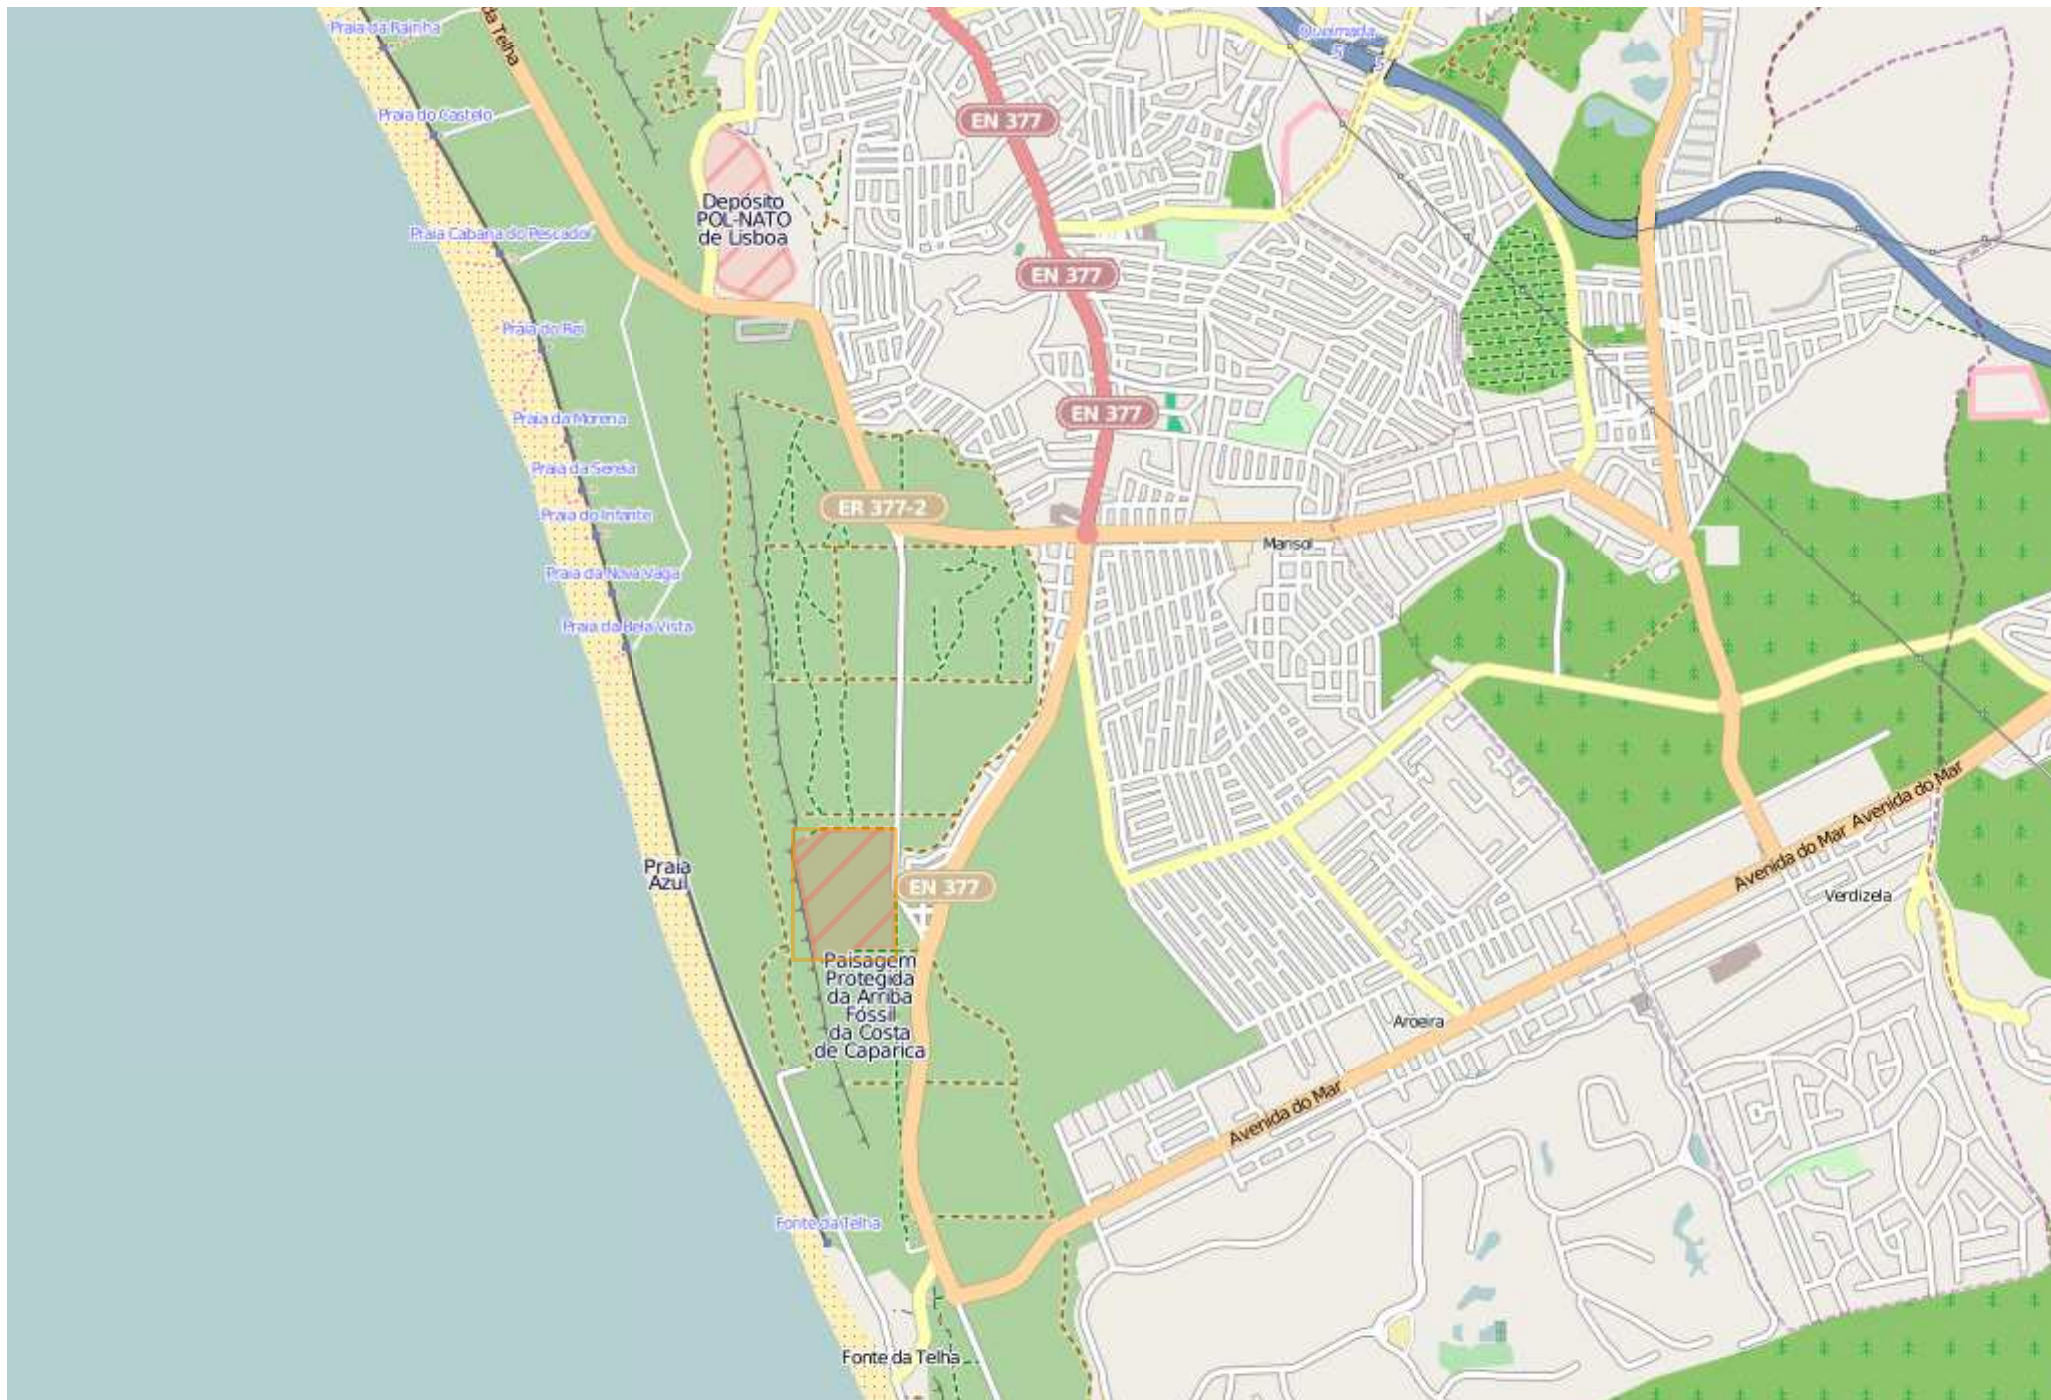 Praia da Rainha
da Telha
Queimada
5
5
Praia do Castelo
EN 377
Depósito
POL-NATO
de Lisboa
Praia Cabana do Pescador
EN 377
Praia do Rei
Praia da Morena
EN 377
Praia da Sereia
ER 377-2
Praia do Infante
Marisol
Praia da Nova Vaga
Praia da Bela Vista
Avenida do Mar
Avenida do Mar
Praia
Azul
EN 377
Verdizela
Paisagem
Protegida
da Arriba
Fóssil
da Costa
de Caparica
Aroeira
Avenida do Mar
Fonte da Telha
Fonte da Telha